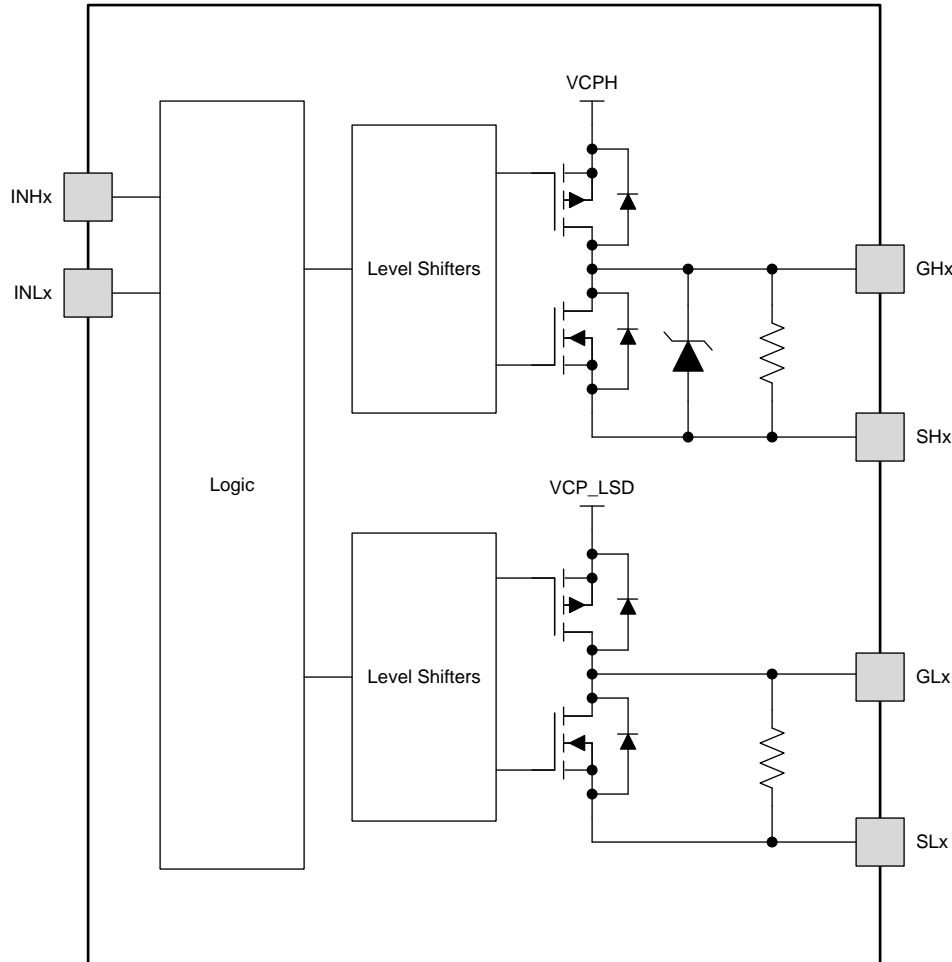 VCPH
INHx
Level Shifters
GHx
INLx
SHx
Logic
VCP_LSD
Level Shifters
GLx
SLx